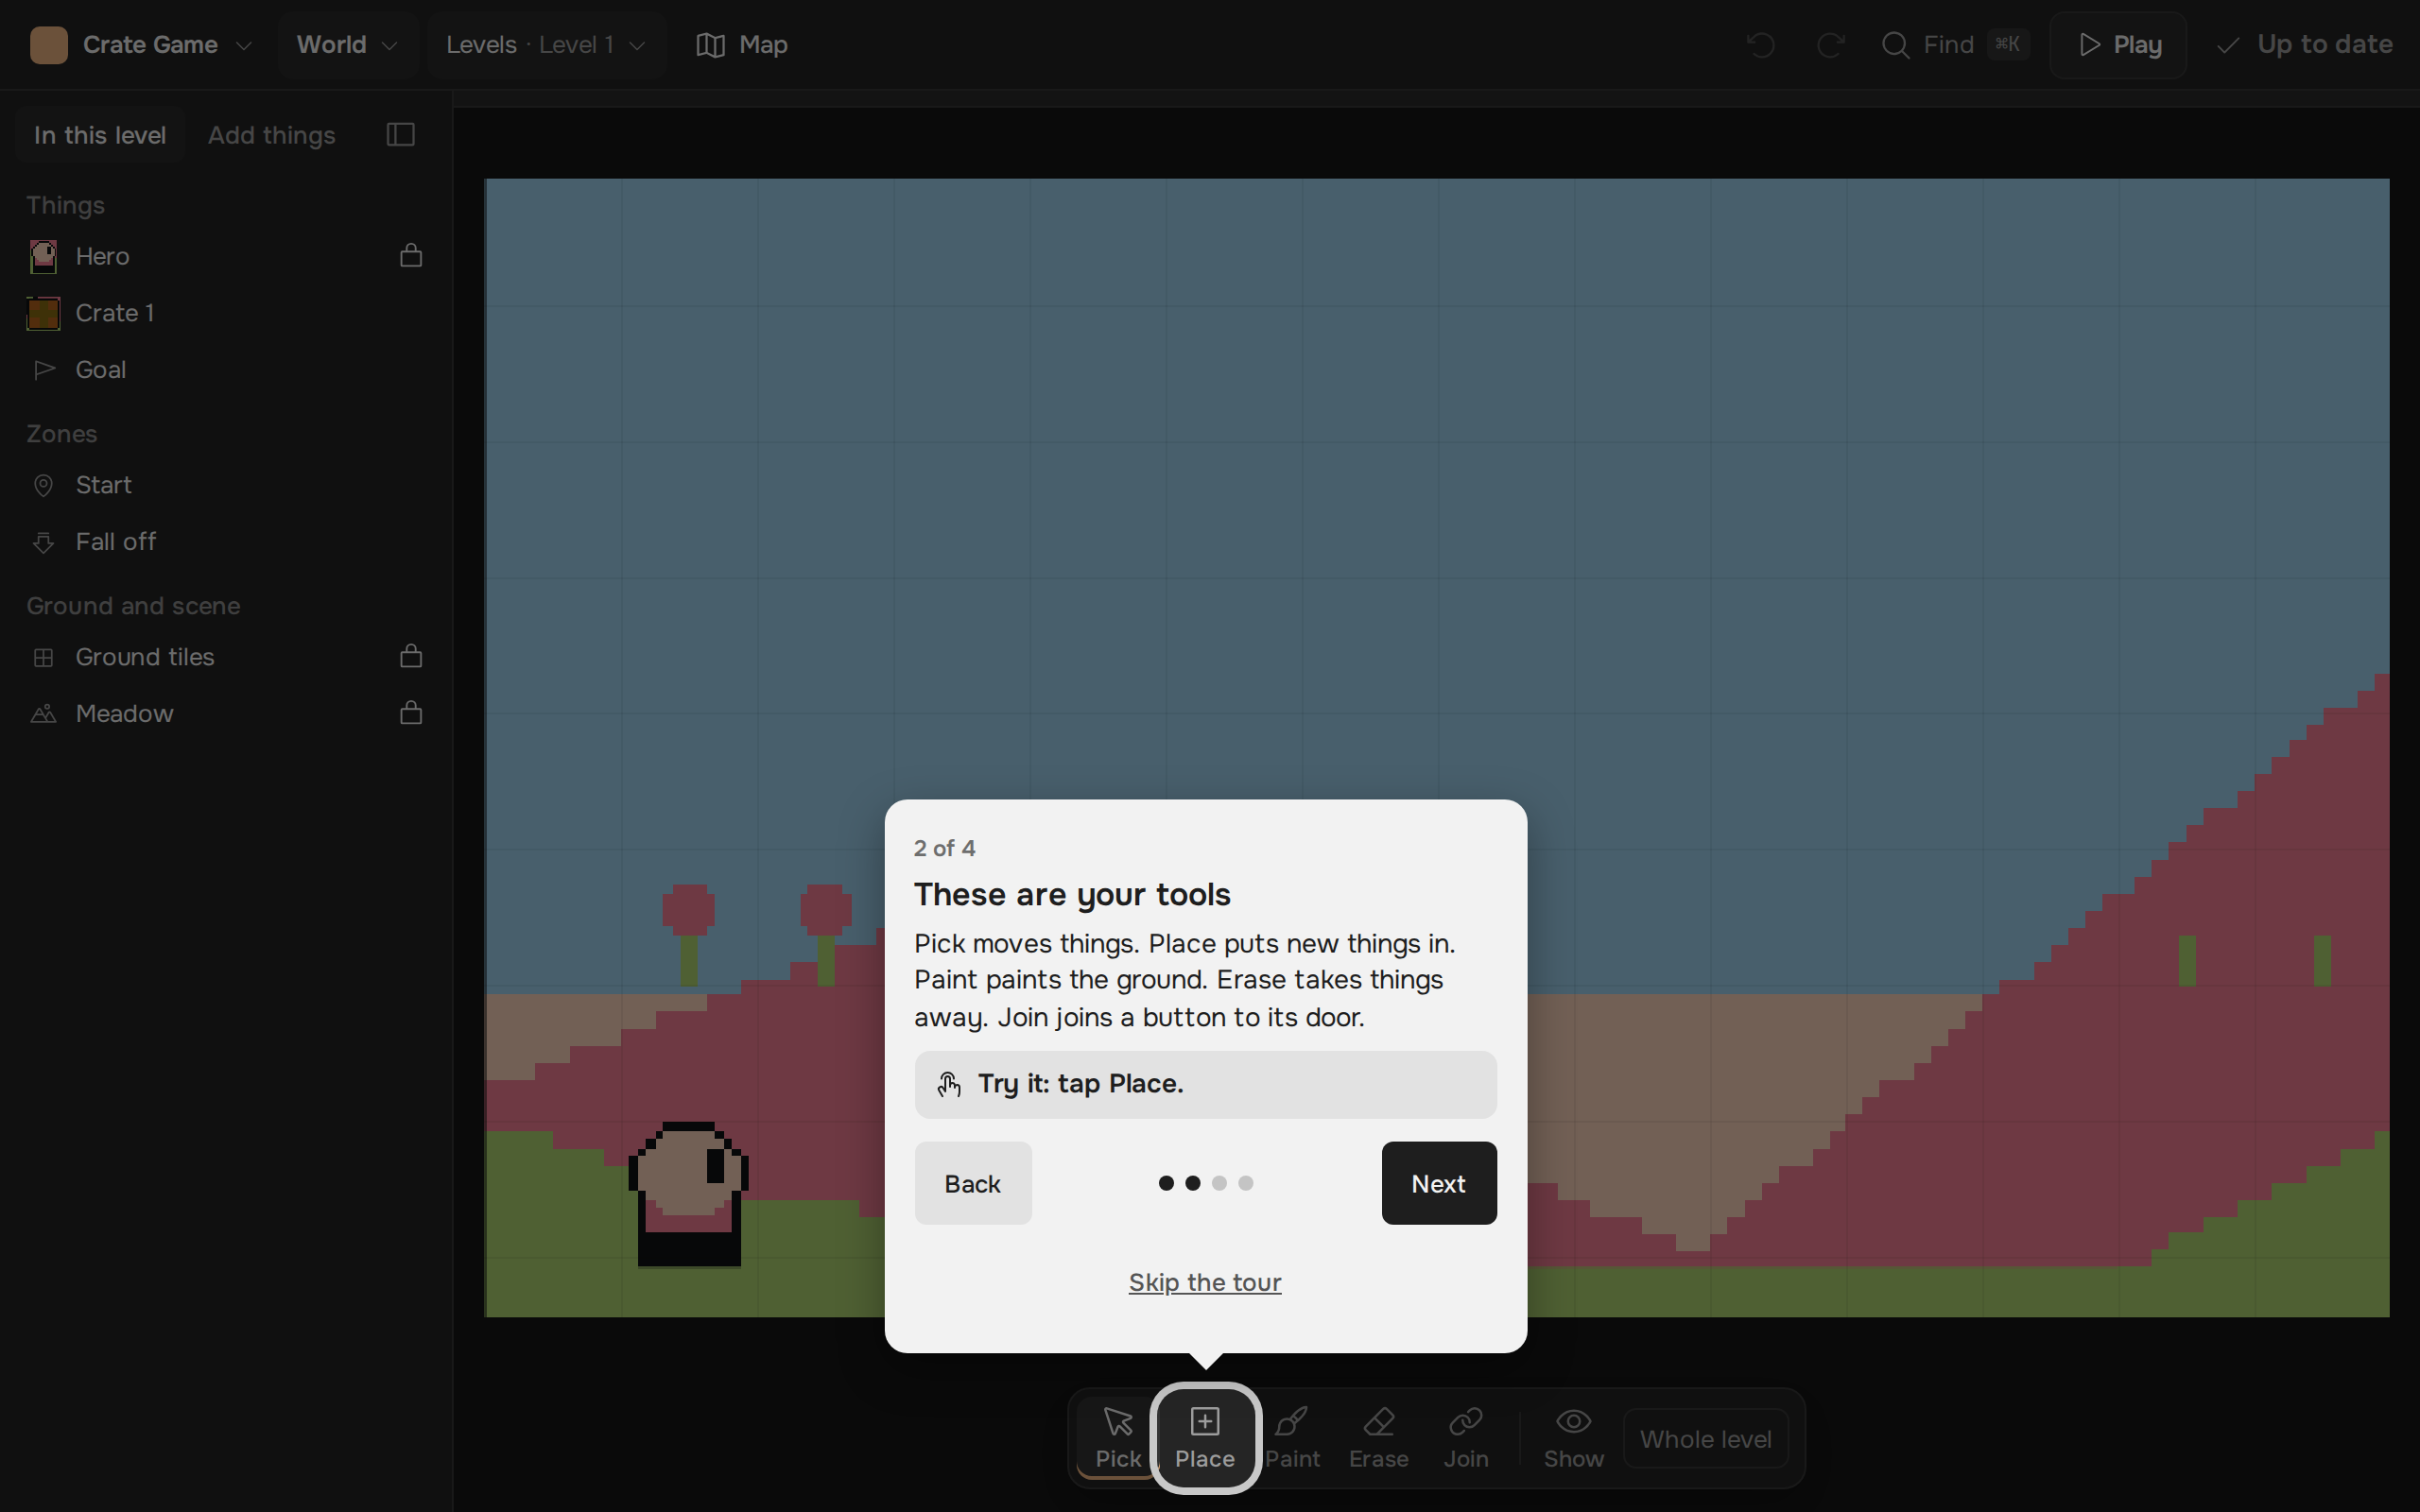 Crate Game
World
Levels · Level 1
Map
Find ⌘K
Play
Up to date
In this level
Add things
Things
Hero
Crate 1
Goal
Zones
Start
Fall off
Ground and scene
Ground tiles
Meadow
2 of 4
These are your tools
Pick moves things. Place puts new things in.
Paint paints the ground. Erase takes things
away. Join joins a button to its door.
Try it: tap Place.
Back
Next
Skip the tour
Pick
Place
Paint
Erase
Join
Show
Whole level